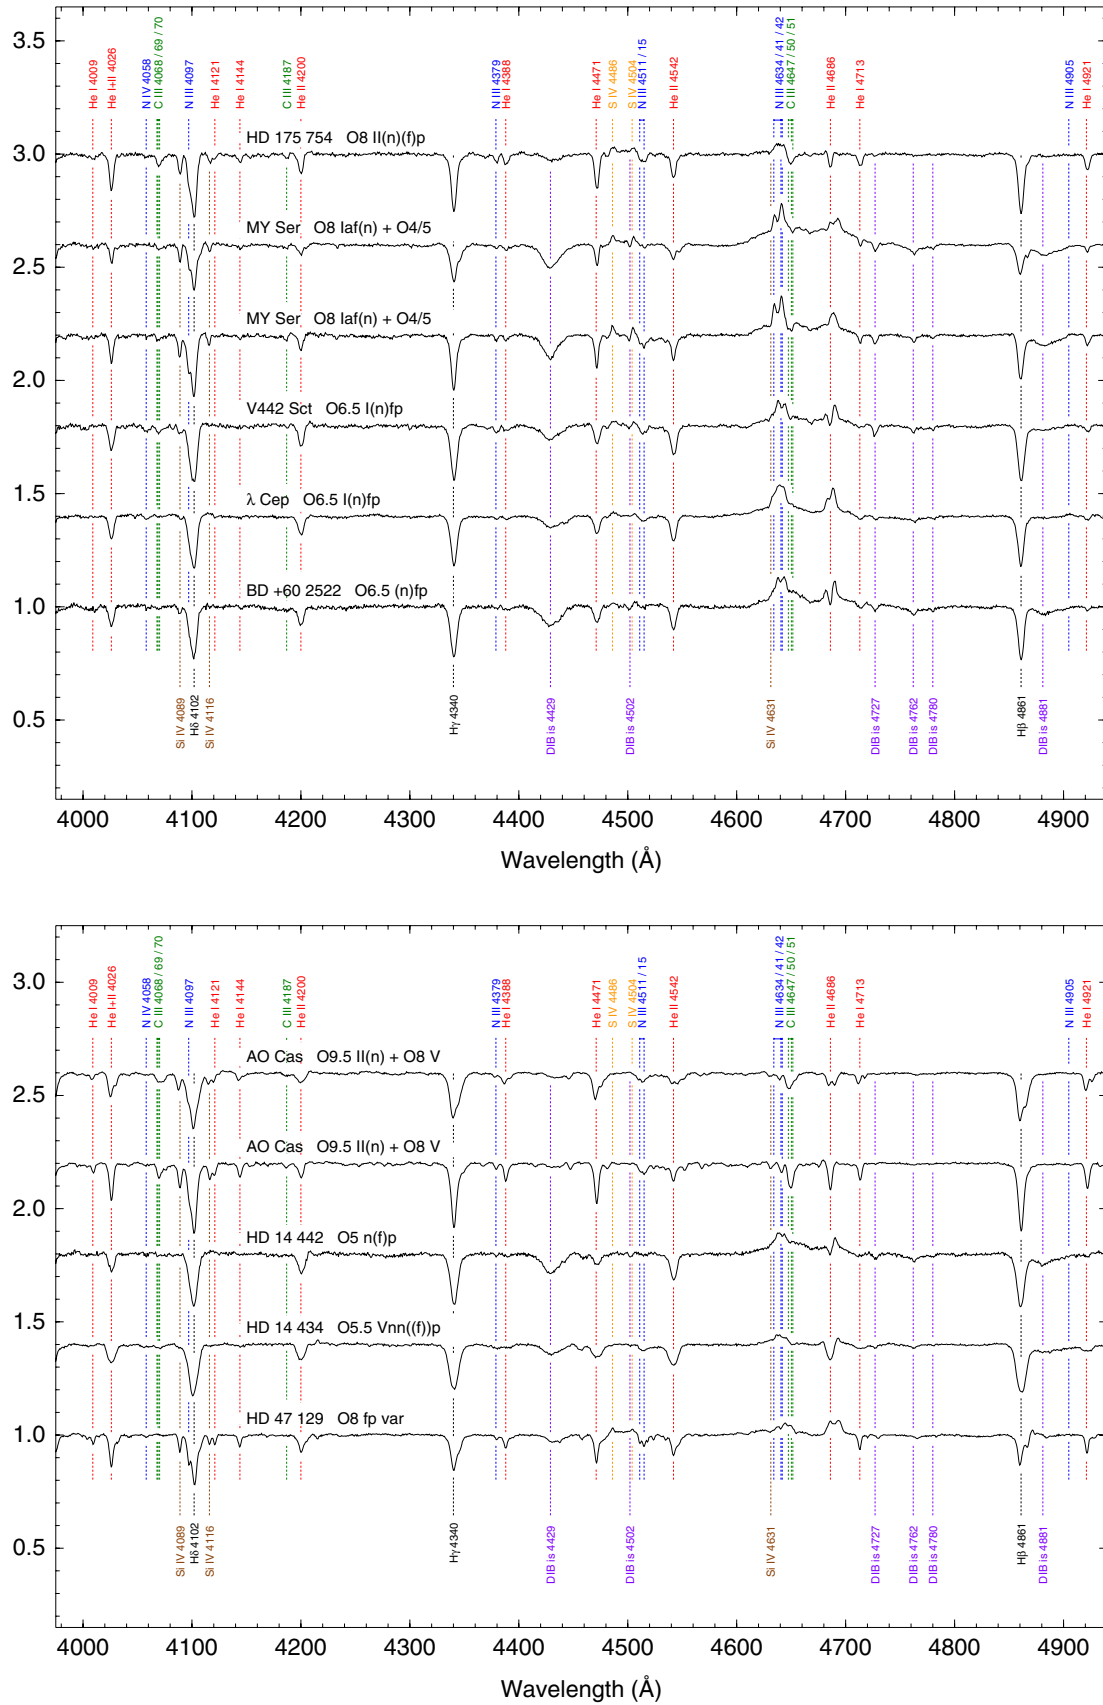 3.5
3.0
2.5
2.0
1.5
1.0
0.5
He I 4009
He I+II 4026
N IV 4058
C III 4068 / 69 / 70
N III 4097
He I 4121
He I 4144
C III 4187
He II 4200
N III 4379
He I 4388
He I 4471
S IV 4486
S IV 4504
N III 4511 / 15
He II 4542
N III 4634 / 41 / 42
C III 4647 / 50 / 51
He II 4686
He I 4713
N III 4905
He I 4921
HD 175 754 O8 II(n)(f)p
MY Ser O8 Iaf(n) + O4/5
MY Ser O8 Iaf(n) + O4/5
V442 Sct O6.5 I(n)fp
λ Cep O6.5 I(n)fp
BD +60 2522 O6.5 (n)fp
Si IV 4089
Hδ 4102
Si IV 4116
Hγ 4340
DIB is 4429
DIB is 4502
Si IV 4631
DIB is 4727
DIB is 4762
DIB is 4780
Hβ 4861
DIB is 4881
4000 4100 4200 4300 4400 4500 4600 4700 4800 4900
Wavelength (Å)
3.0
2.5
2.0
1.5
1.0
0.5
He I 4009
He I+II 4026
N IV 4058
C III 4068 / 69 / 70
N III 4097
He I 4121
He I 4144
C III 4187
He II 4200
N III 4379
He I 4388
He I 4471
S IV 4486
S IV 4504
N III 4511 / 15
He II 4542
N III 4634 / 41 / 42
C III 4647 / 50 / 51
He II 4686
He I 4713
N III 4905
He I 4921
AO Cas O9.5 II(n) + O8 V
AO Cas O9.5 II(n) + O8 V
HD 14 442 O5 n(f)p
HD 14 434 O5.5 Vnn((f))p
HD 47 129 O8 fp var
Si IV 4089
Hδ 4102
Si IV 4116
Hγ 4340
DIB is 4429
DIB is 4502
Si IV 4631
DIB is 4727
DIB is 4762
DIB is 4780
Hβ 4861
DIB is 4881
4000 4100 4200 4300 4400 4500 4600 4700 4800 4900
Wavelength (Å)